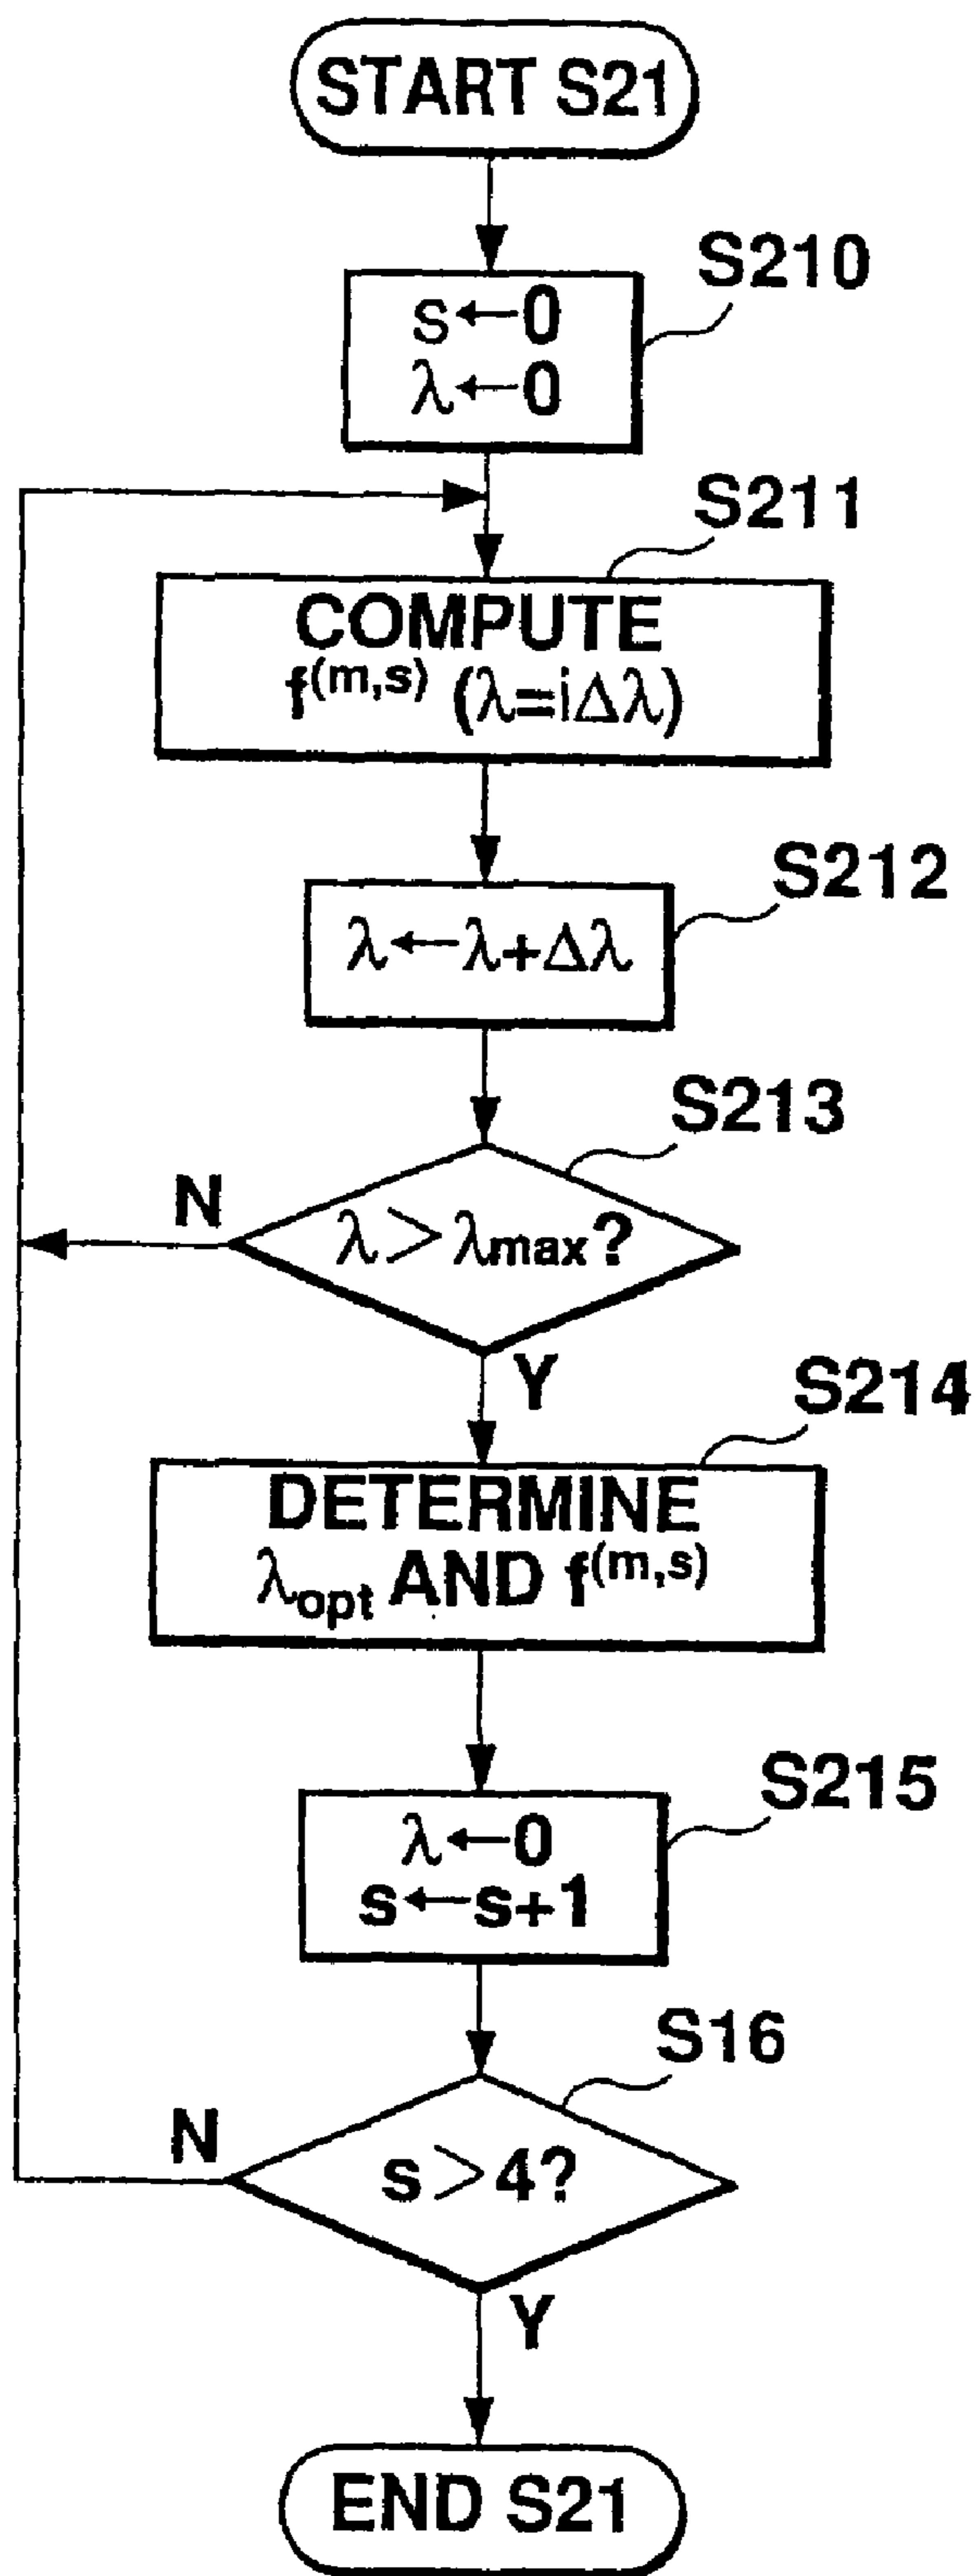 START S21
S210
s←0
λ←0
S211
COMPUTE
f(m,s) (λ=iΔλ)
S212
λ←λ+Δλ
S213
N
λ>λmax?
Y
S214
DETERMINE
λopt AND f(m,s)
S215
λ←0
s←s+1
S16
N
s>4?
Y
END S21